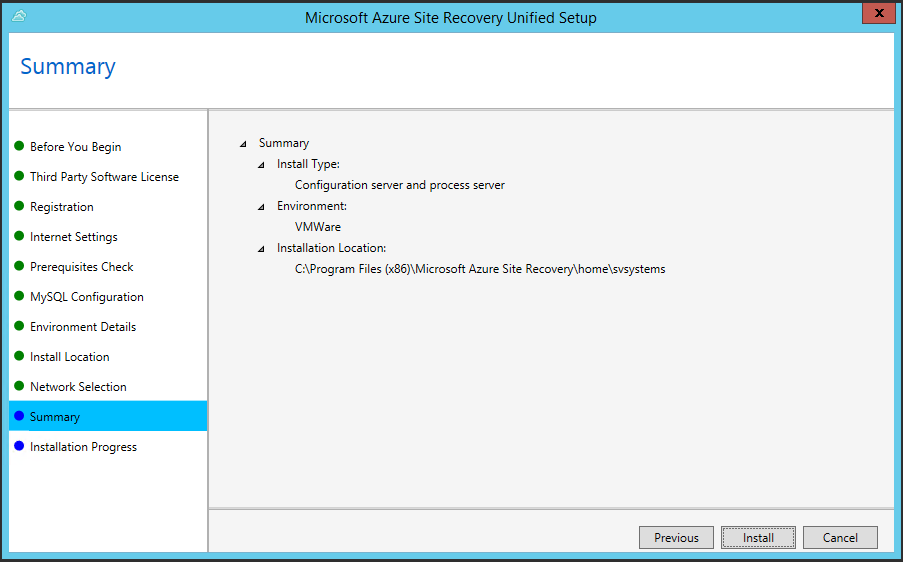 Microsoft Azure Site Recovery Unified Setup
x
Summary
Before You Begin
Third Party Software License
Registration
Internet Settings
Prerequisites Check
MySQL Configuration
Environment Details
Install Location
Network Selection
Summary
Installation Progress
Summary
Install Type:
Configuration server and process server
Environment:
VMWare
Installation Location:
C:\Program Files (x86)\Microsoft Azure Site Recovery\home\svsystems
Previous
Install
Cancel